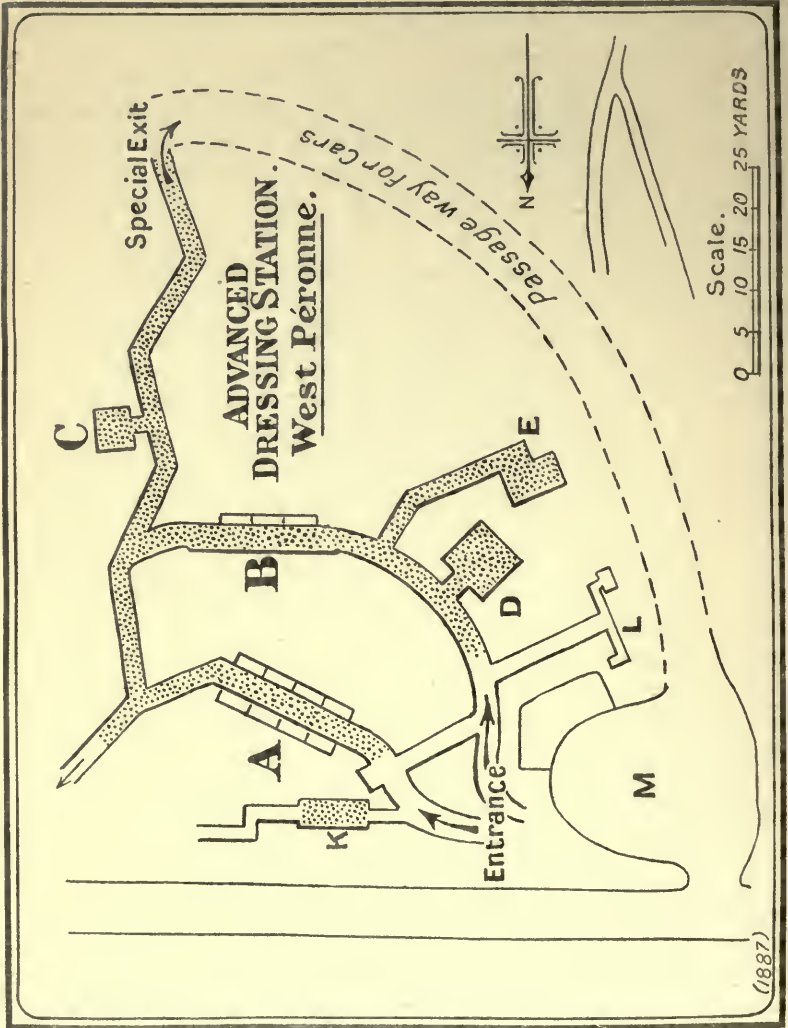 Special Exit
Passage way for Cars
N
C
ADVANCED
DRESSING STATION.
West Péronne.
B
A
E
D
K
L
Entrance
M
Scale.
0 5 10 15 20 25 YARDS
(1887)